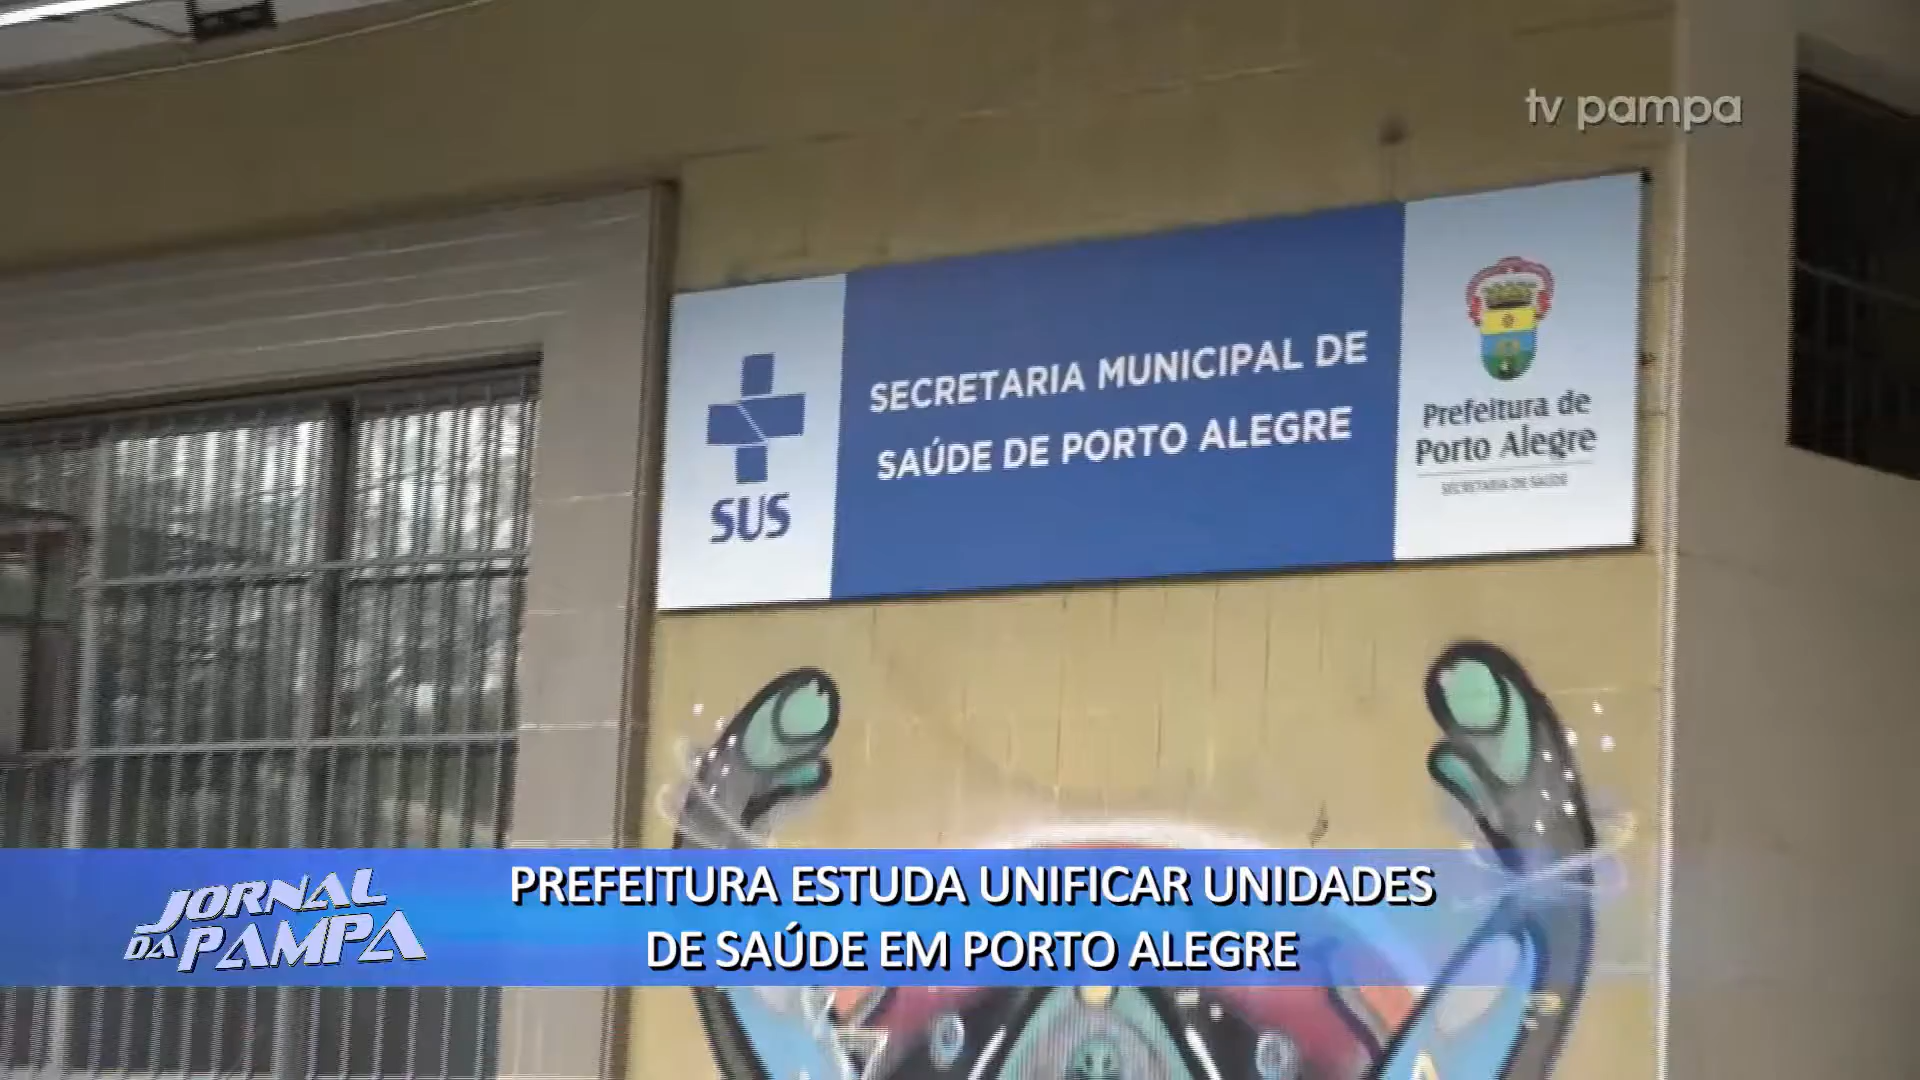 tv pampa
SECRETARIA MUNICIPAL DE
SAÚDE DE PORTO ALEGRE
SUS
Prefeitura de
Porto Alegre
SECRETARIA DE SAÚDE
JORNAL
DA PAMPA
PREFEITURA ESTUDA UNIFICAR UNIDADES
DE SAÚDE EM PORTO ALEGRE